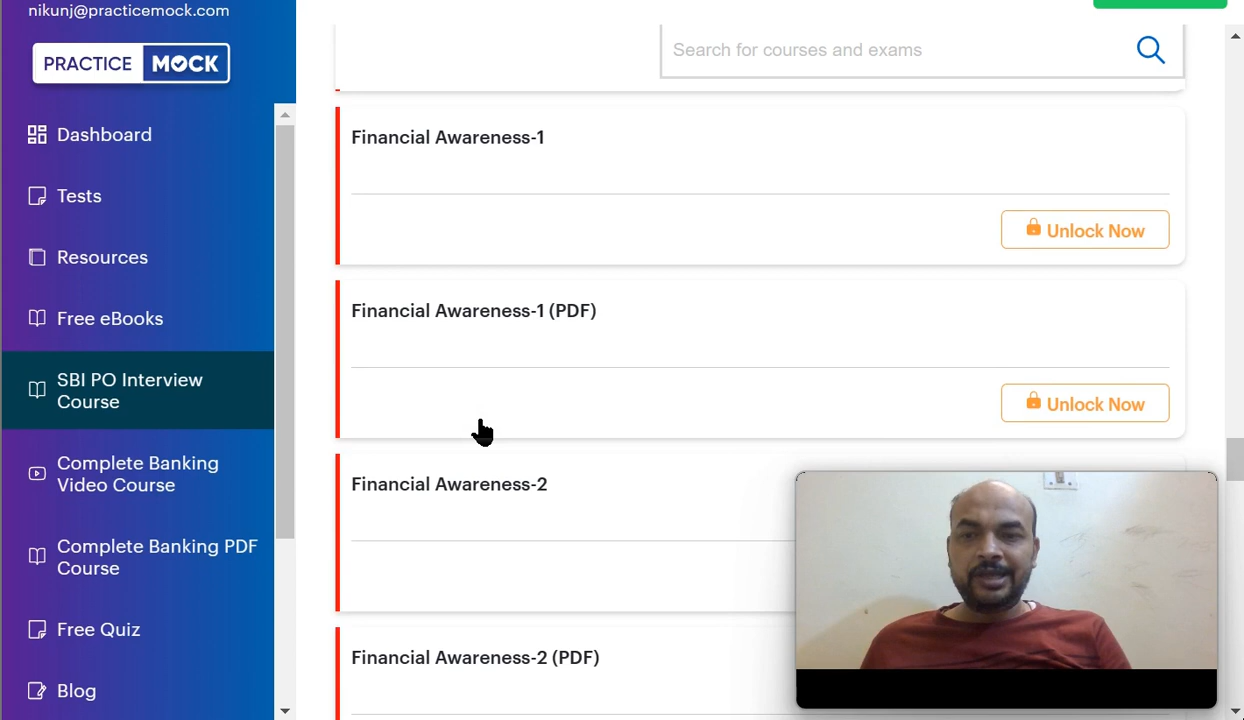 nikunj@practicemock.com
PRACTICE MOCK
Dashboard
Tests
Resources
Free eBooks
SBI PO Interview
Course
Complete Banking
Video Course
Complete Banking PDF
Course
Free Quiz
Blog
Search for courses and exams
Financial Awareness-1
Unlock Now
Financial Awareness-1 (PDF)
Unlock Now
Financial Awareness-2
Financial Awareness-2 (PDF)